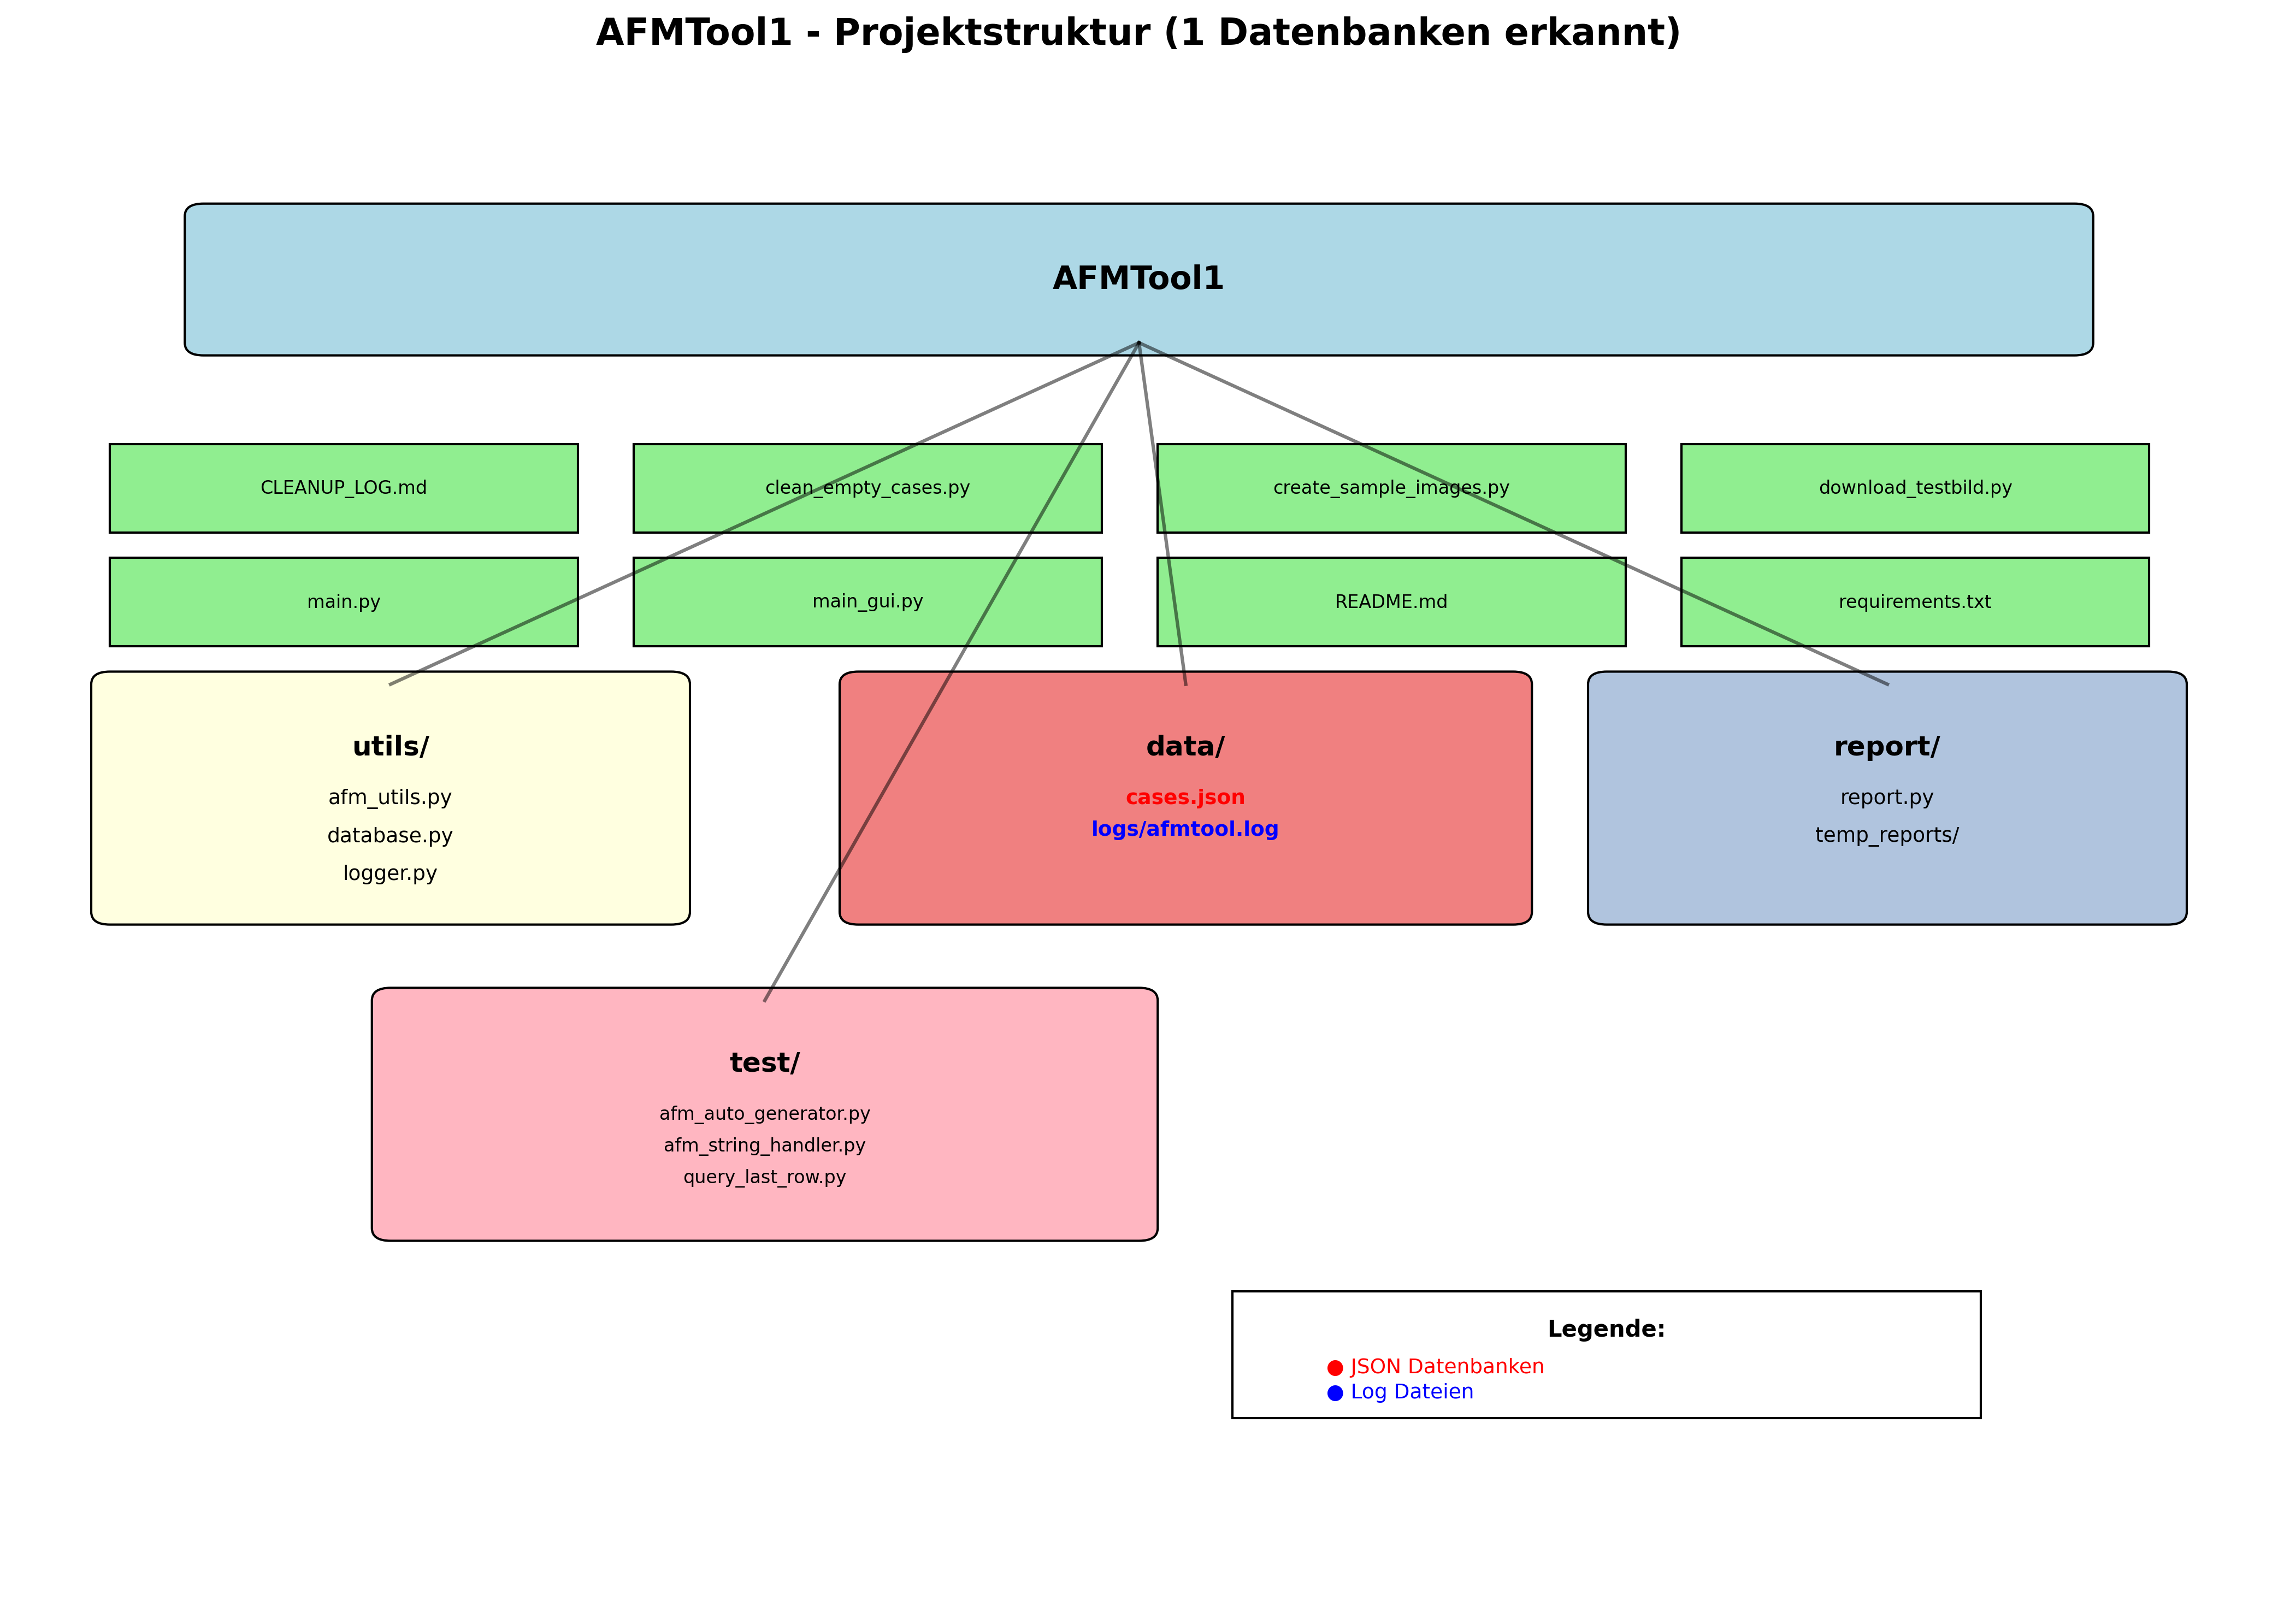 AFMTool1 - Projektstruktur (1 Datenbanken erkannt)
AFMTool1
CLEANUP_LOG.md
clean_empty_cases.py
create_sample_images.py
download_testbild.py
main.py
main_gui.py
README.md
requirements.txt
utils/
afm_utils.py
database.py
logger.py
data/
cases.json
logs/afmtool.log
report/
report.py
temp_reports/
test/
afm_auto_generator.py
afm_string_handler.py
query_last_row.py
Legende:
● JSON Datenbanken
● Log Dateien